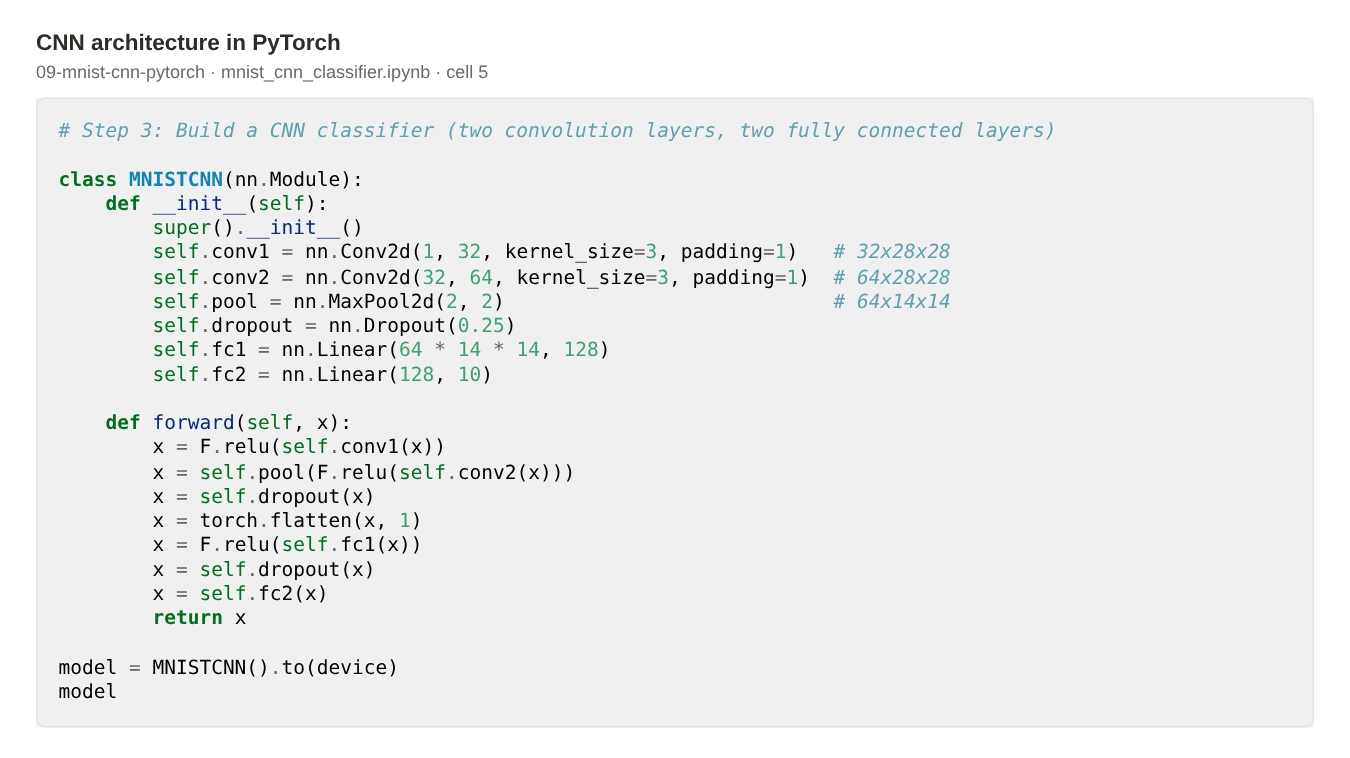 CNN architecture in PyTorch
09-mnist-cnn-pytorch · mnist_cnn_classifier.ipynb · cell 5
# Step 3: Build a CNN classifier (two convolution layers, two fully connected layers)
class MNISTCNN(nn.Module):
    def __init__(self):
        super().__init__()
        self.conv1 = nn.Conv2d(1, 32, kernel_size=3, padding=1)   # 32x28x28
        self.conv2 = nn.Conv2d(32, 64, kernel_size=3, padding=1)  # 64x28x28
        self.pool = nn.MaxPool2d(2, 2)                            # 64x14x14
        self.dropout = nn.Dropout(0.25)
        self.fc1 = nn.Linear(64 * 14 * 14, 128)
        self.fc2 = nn.Linear(128, 10)
    def forward(self, x):
        x = F.relu(self.conv1(x))
        x = self.pool(F.relu(self.conv2(x)))
        x = self.dropout(x)
        x = torch.flatten(x, 1)
        x = F.relu(self.fc1(x))
        x = self.dropout(x)
        x = self.fc2(x)
        return x
model = MNISTCNN().to(device)
model